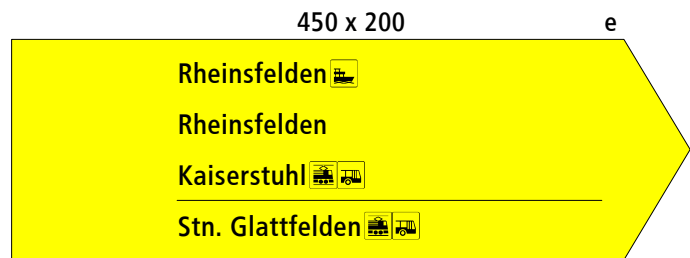 450 x 200 e
Rheinsfelden
Rheinsfelden
Kaiserstuhl
Stn. Glattfelden